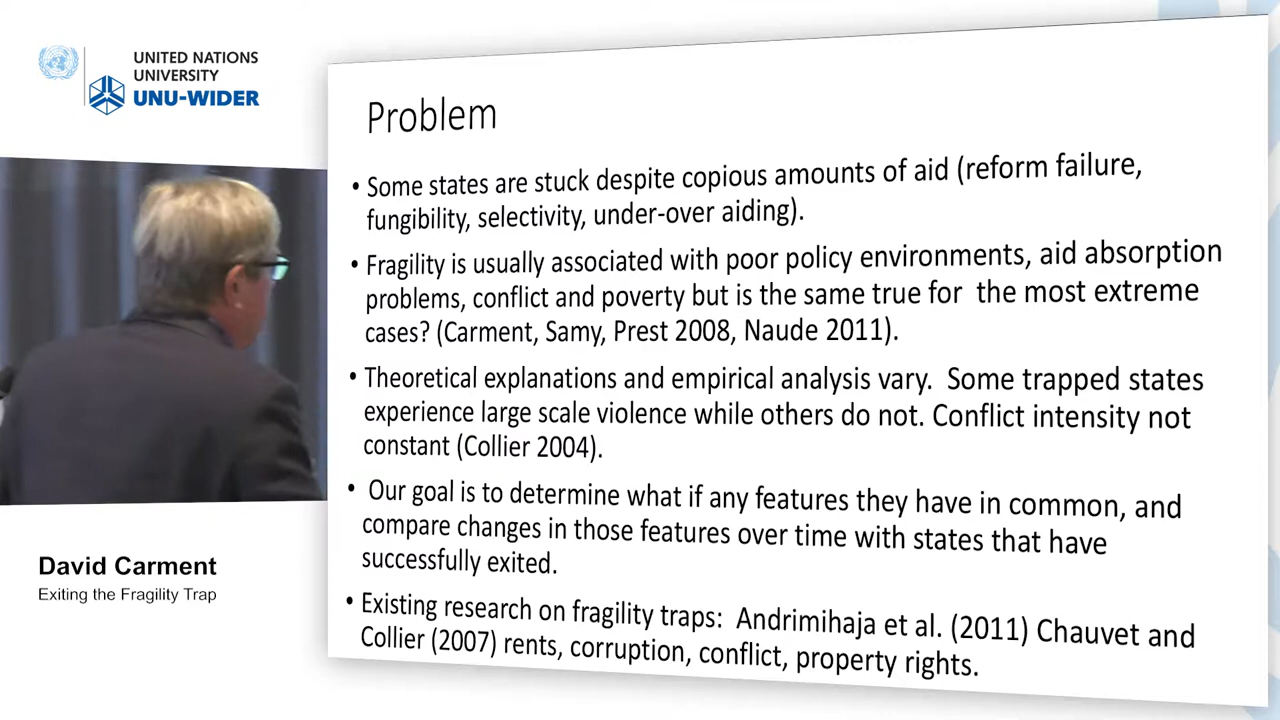 UNITED NATIONS
UNIVERSITY
UNU-WIDER
David Carment
Exiting the Fragility Trap
Problem
• Some states are stuck despite copious amounts of aid (reform failure,
fungibility, selectivity, under-over aiding).
• Fragility is usually associated with poor policy environments, aid absorption
problems, conflict and poverty but is the same true for the most extreme
cases? (Carment, Samy, Prest 2008, Naude 2011).
• Theoretical explanations and empirical analysis vary. Some trapped states
experience large scale violence while others do not. Conflict intensity not
constant (Collier 2004).
• Our goal is to determine what if any features they have in common, and
compare changes in those features over time with states that have
successfully exited.
• Existing research on fragility traps: Andrimihaja et al. (2011) Chauvet and
Collier (2007) rents, corruption, conflict, property rights.